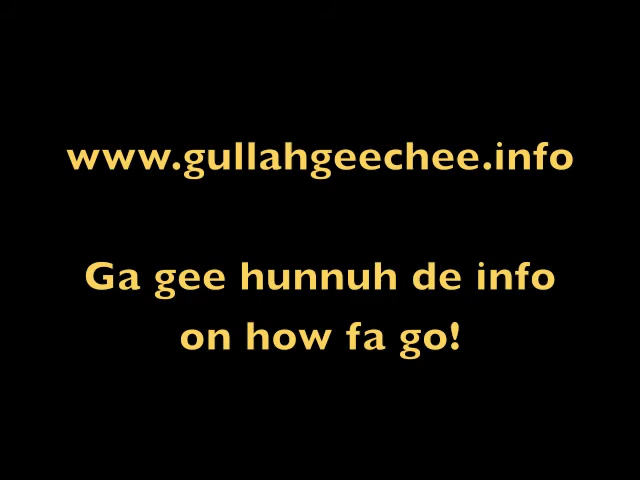 www.gullahgeechee.info
Ga gee hunnuh de info
on how fa go!